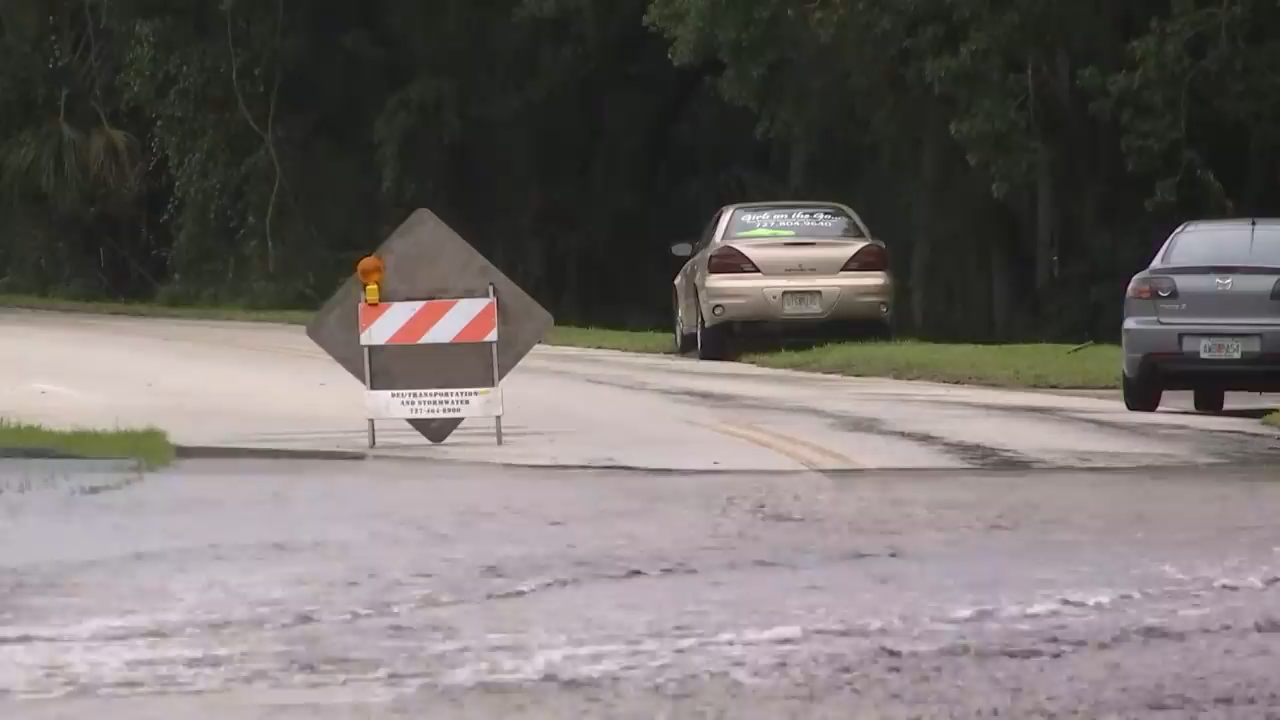 Girls on the Go...
727.804.9640
DEI/TRANSPORTATION
AND STORMWATER
727-464-8900